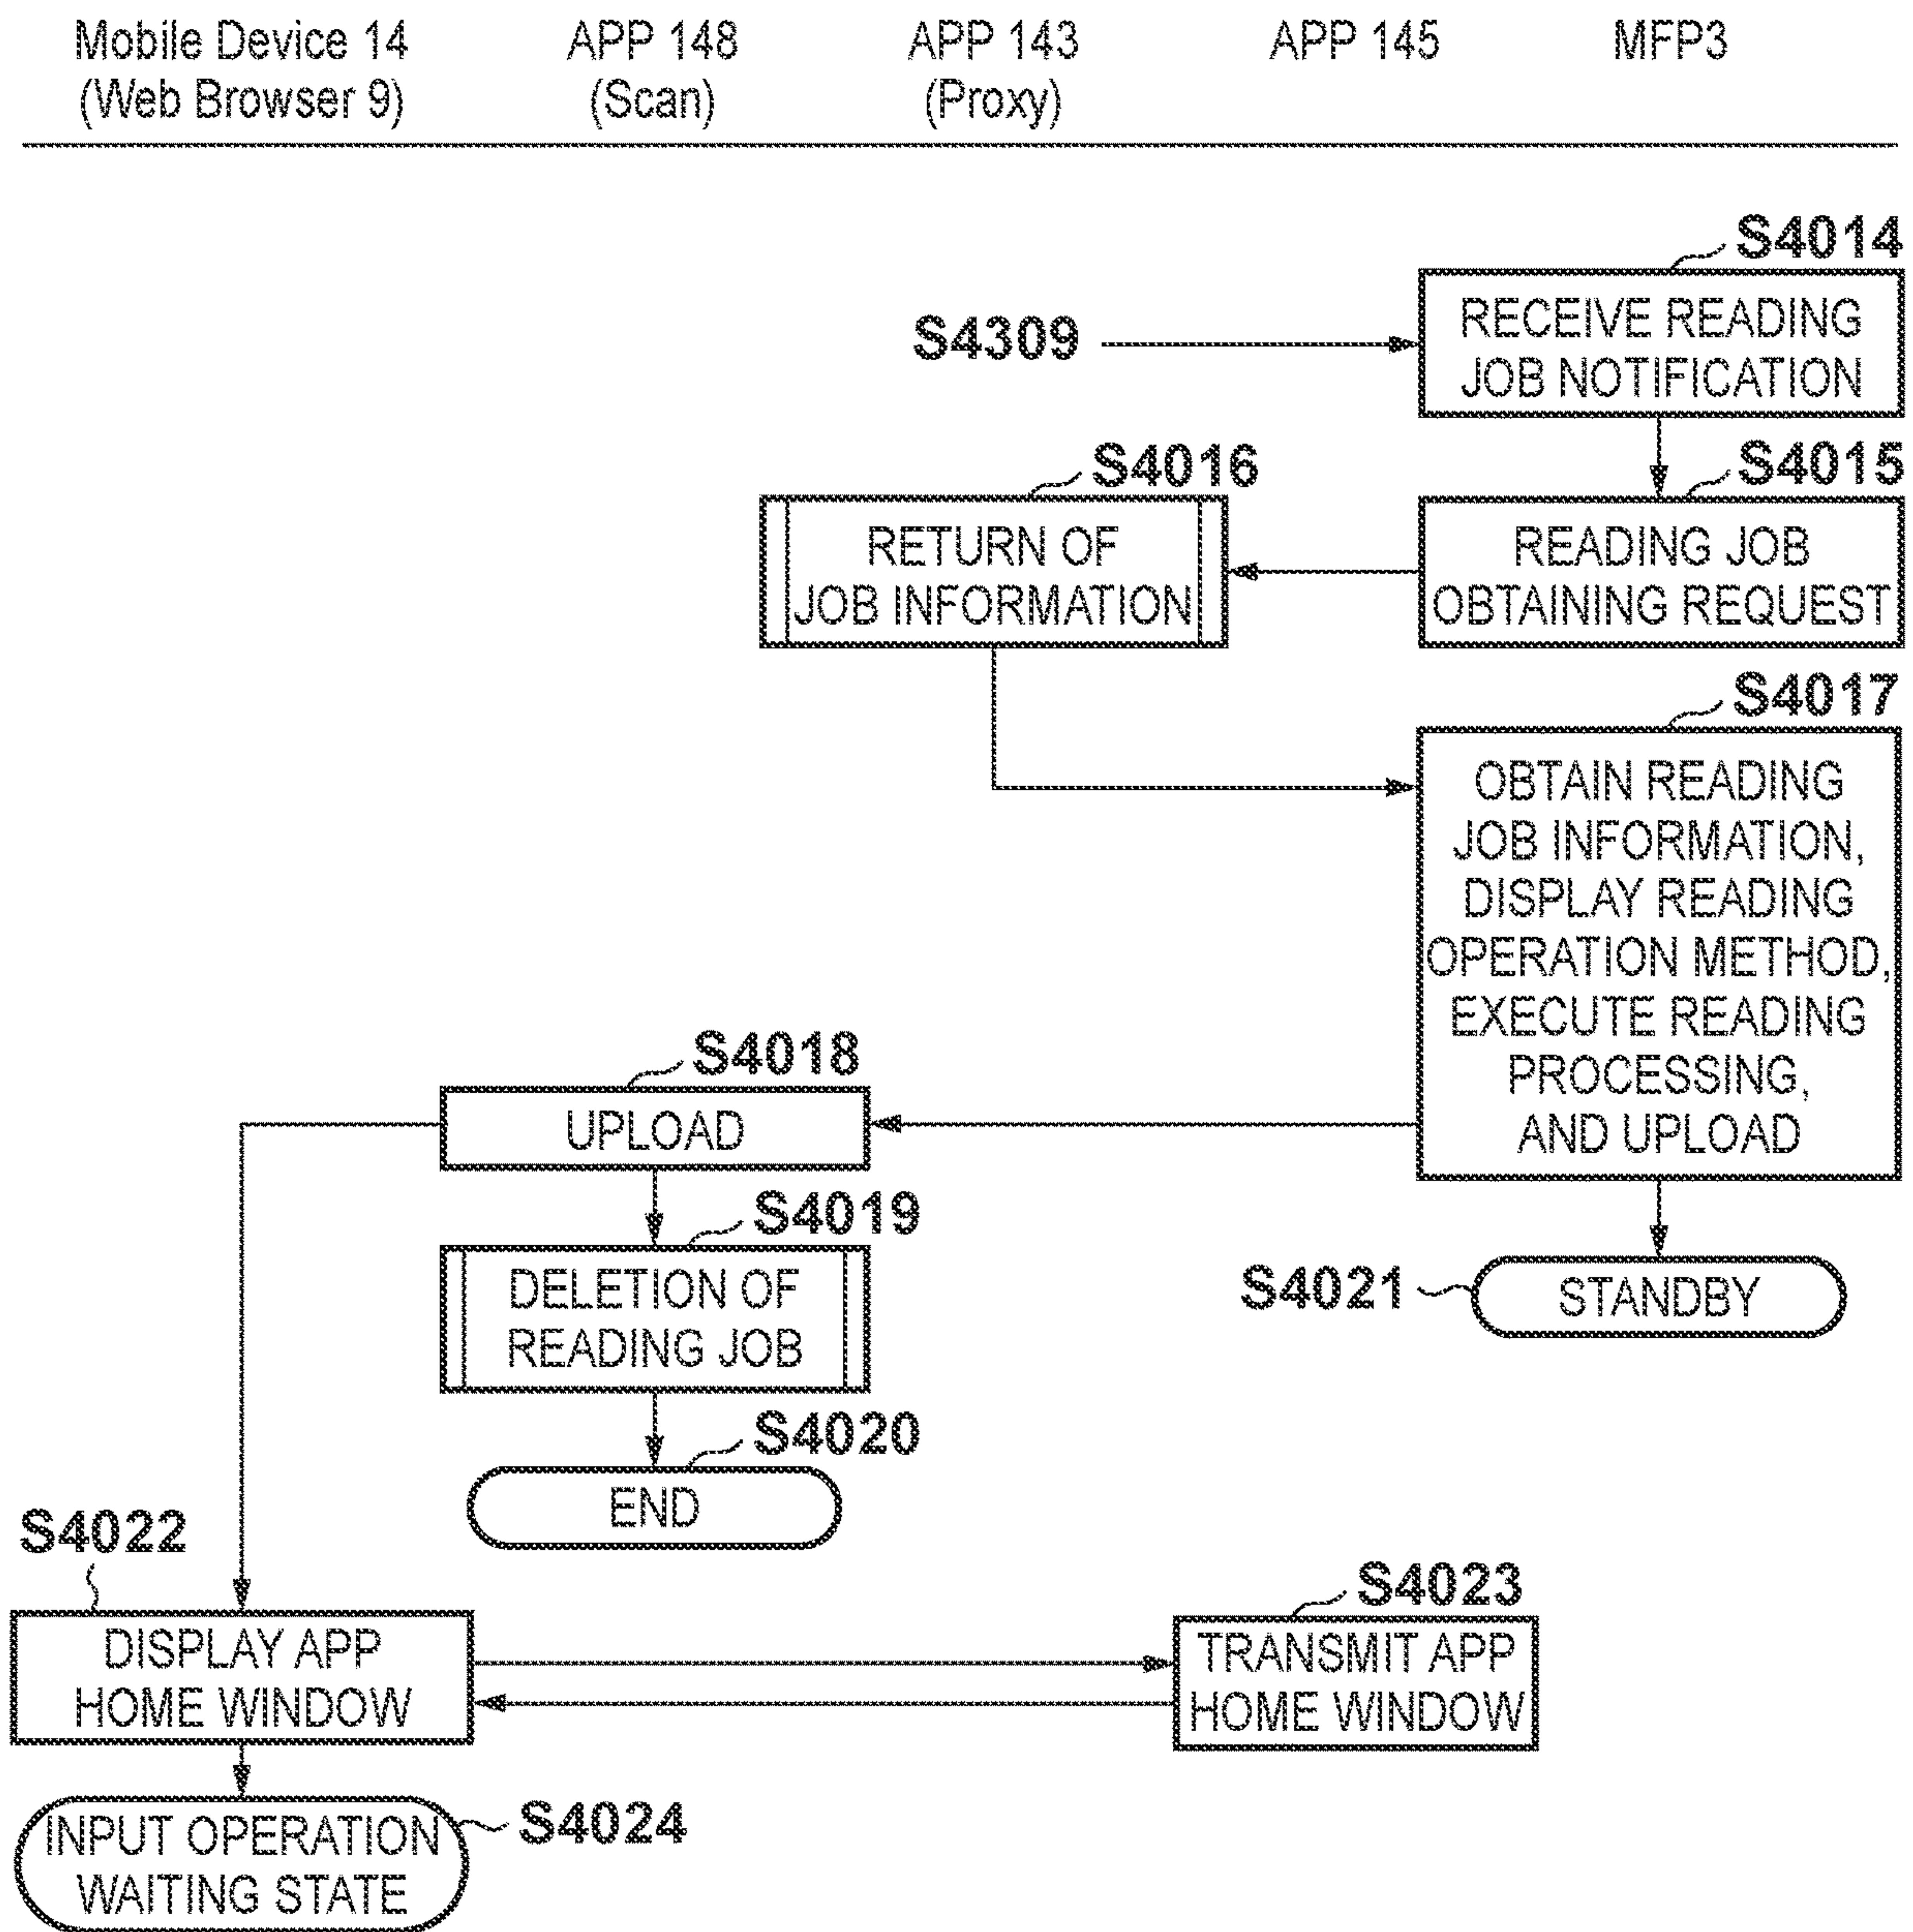 Mobile Device 14
(Web Browser 9)
APP 148
(Scan)
APP 143
(Proxy)
APP 145
MFP3
S4014
RECEIVE READING
JOB NOTIFICATION
S4309
S4015
READING JOB
OBTAINING REQUEST
S4016
RETURN OF
JOB INFORMATION
S4017
OBTAIN READING
JOB INFORMATION,
DISPLAY READING
OPERATION METHOD,
EXECUTE READING
PROCESSING,
AND UPLOAD
S4018
UPLOAD
S4019
DELETION OF
READING JOB
S4021
STANDBY
S4020
END
S4022
DISPLAY APP
HOME WINDOW
S4023
TRANSMIT APP
HOME WINDOW
INPUT OPERATION
WAITING STATE
S4024